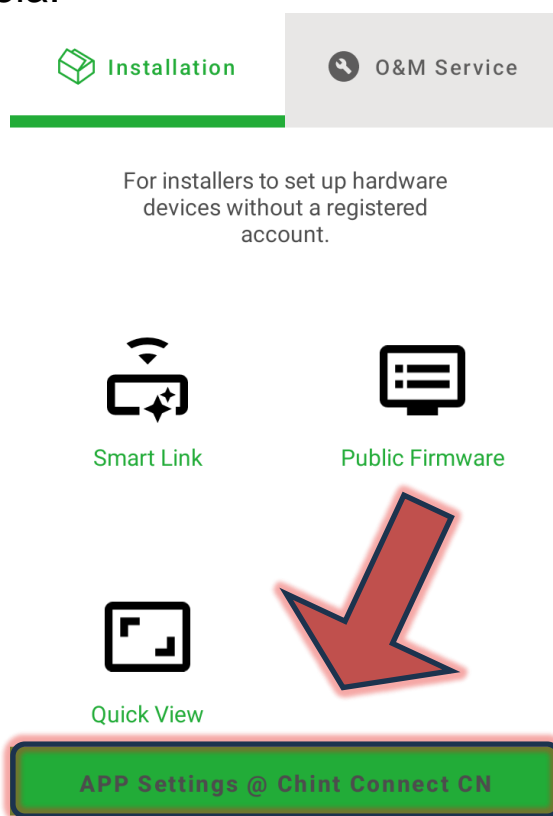 Installation
O&M Service
For installers to set up hardware
devices without a registered
account.
Smart Link
Public Firmware
Quick View
APP Settings @ Chint Connect CN